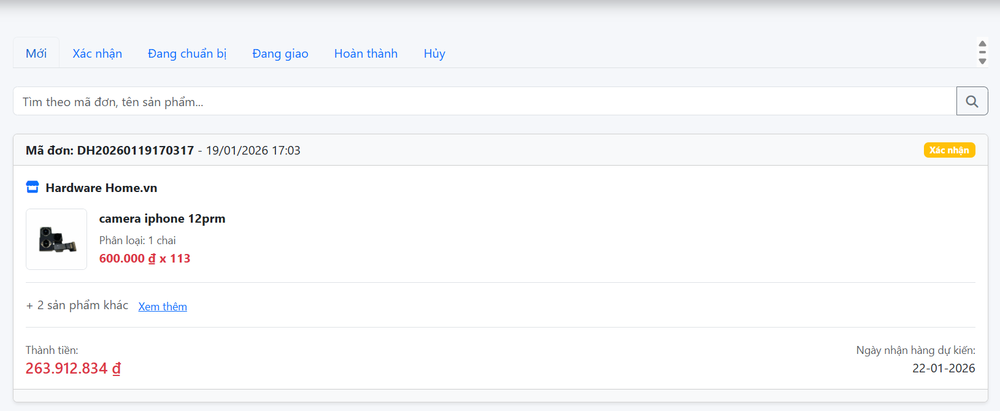 Mới Xác nhận Đang chuẩn bị Đang giao Hoàn thành Hủy
Tìm theo mã đơn, tên sản phẩm...
Mã đơn: DH20260119170317 - 19/01/2026 17:03
Xác nhận
Hardware Home.vn
camera iphone 12prm
Phân loại: 1 chai
600.000 ₫ x 113
+ 2 sản phẩm khác Xem thêm
Thành tiền:
263.912.834 ₫
Ngày nhận hàng dự kiến:
22-01-2026